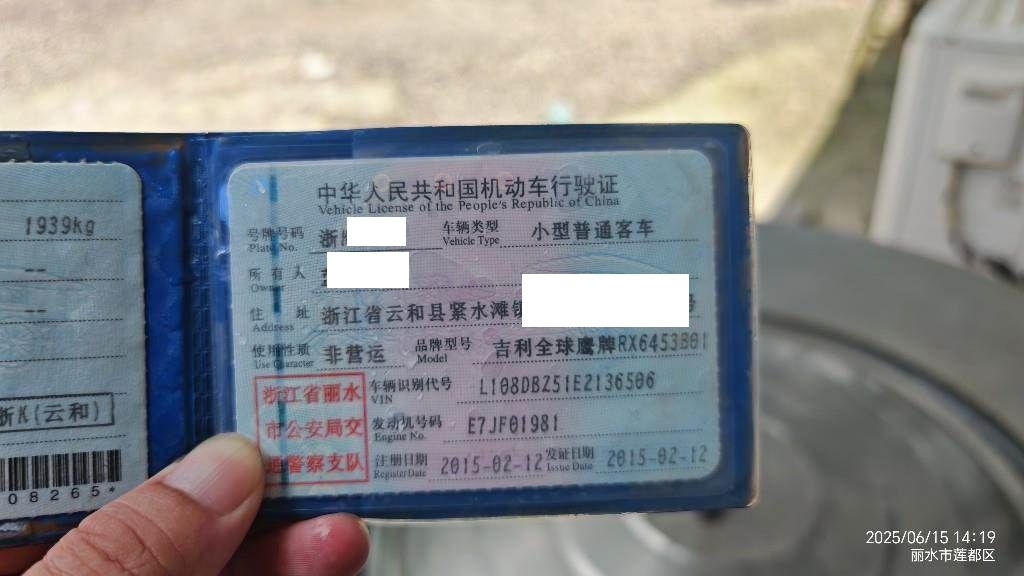 1939kg
--
--
浙K(云和)
08265*
中华人民共和国机动车行驶证
Vehicle License of the People's Republic of China
号牌号码 浙 车辆类型 小型普通客车
Plate No. Vehicle Type
所有人
Owner
住址 浙江省云和县紧水滩镇 号
Address
使用性质 非营运 品牌型号 吉利全球鹰牌RX6453B01
Use Character Model
浙江省丽水
市公安局交
通警察支队
车辆识别代号 L108DBZ51E2136506
VIN
发动机号码 E7JF01981
Engine No.
注册日期 2015-02-12 发证日期 2015-02-12
Register Date Issue Date
2025/06/15 14:19
丽水市莲都区